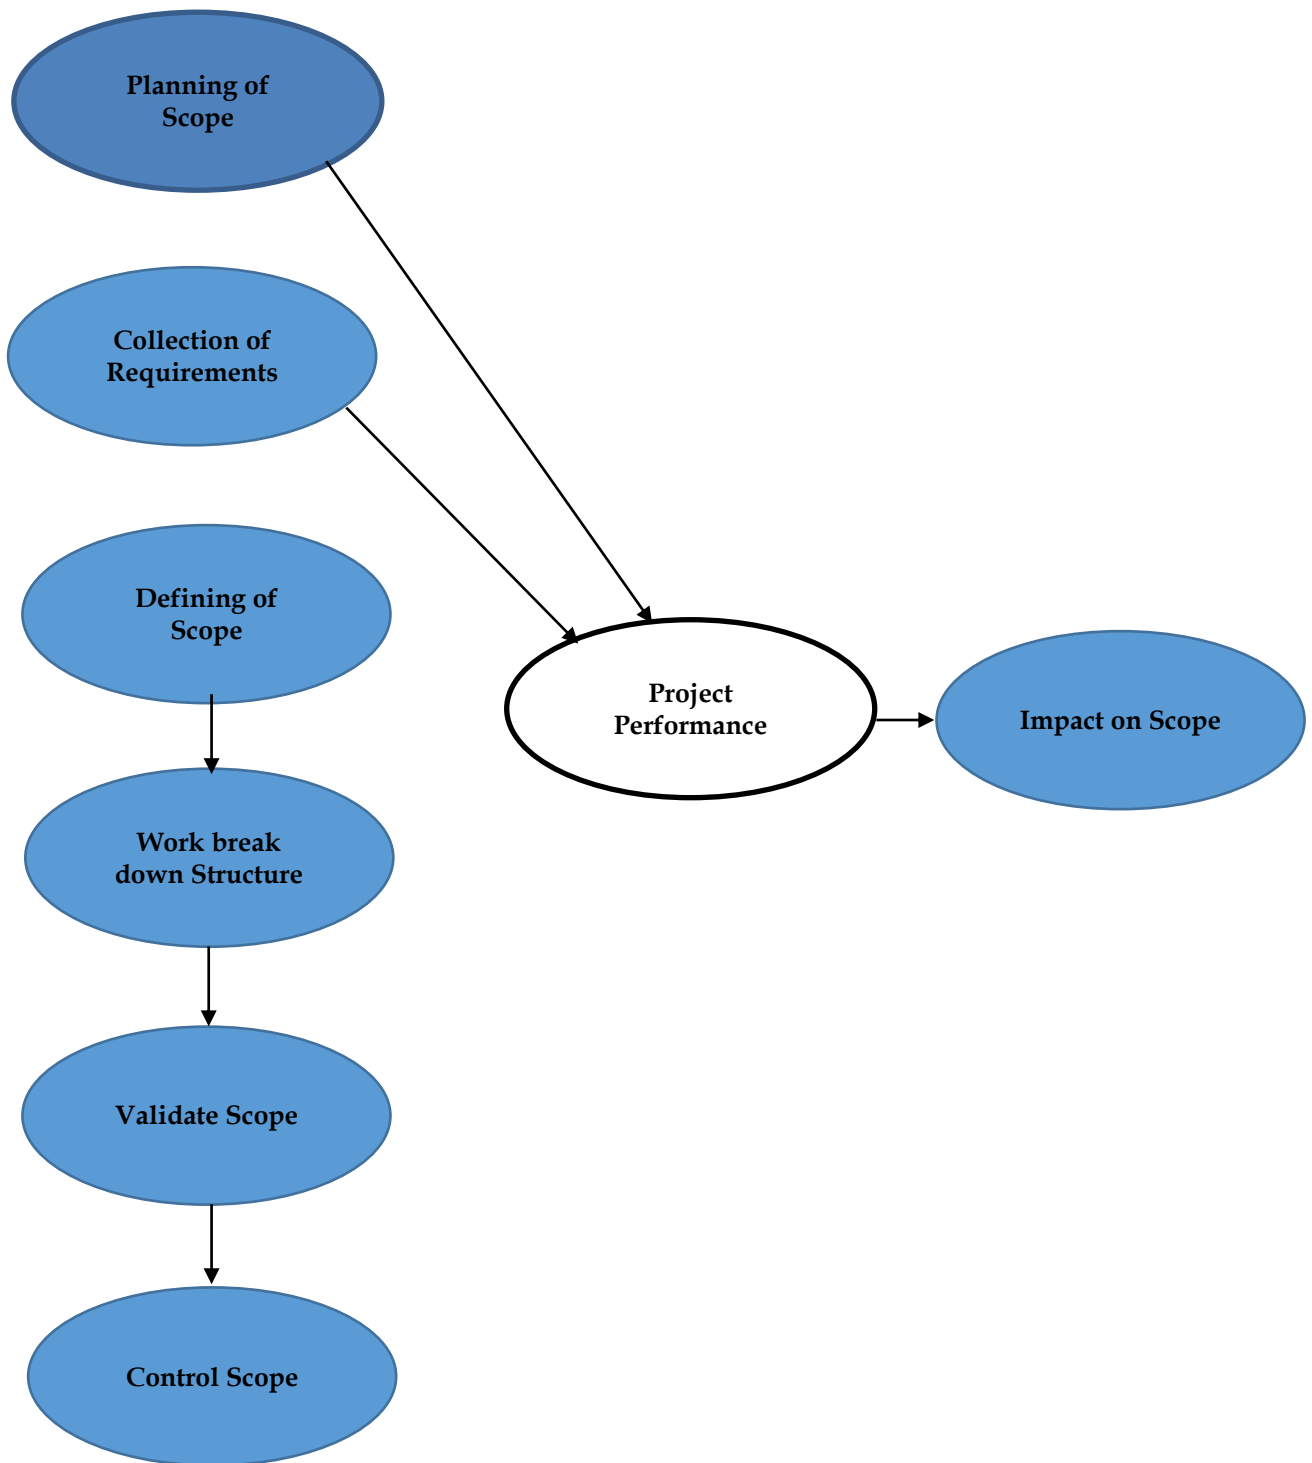 Planning of
Scope
Collection of
Requirements
Defining of
Scope
Project
Performance
Impact on Scope
Work break
down Structure
Validate Scope
Control Scope